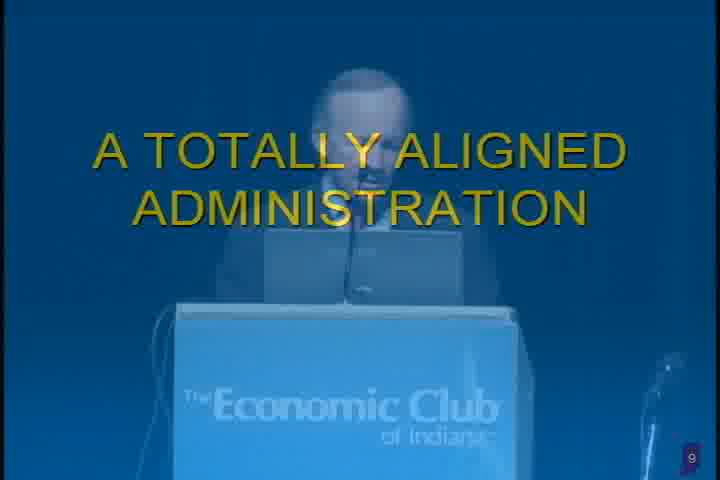 A TOTALLY ALIGNED
ADMINISTRATION
The Economic Club
of Indiana
9